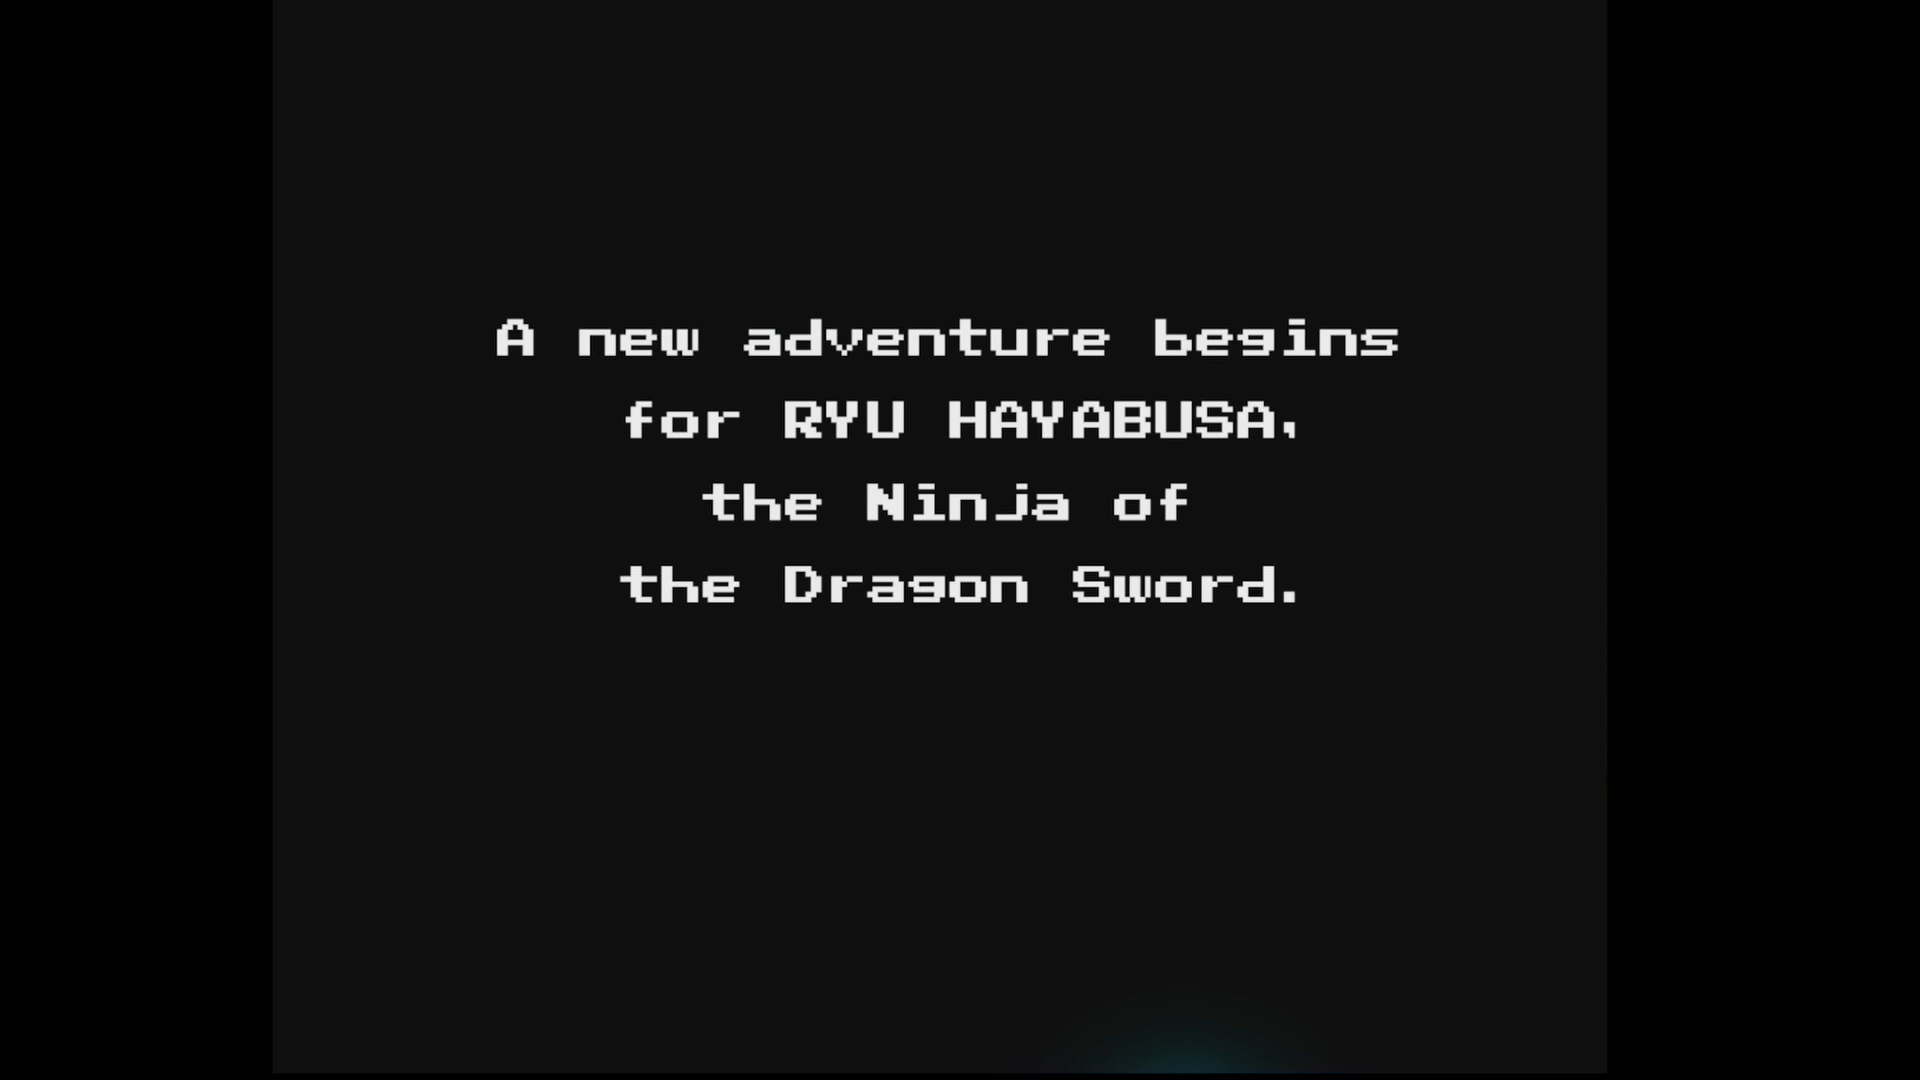 A new adventure begins
for RYU HAYABUSA,
the Ninja of
the Dragon Sword.